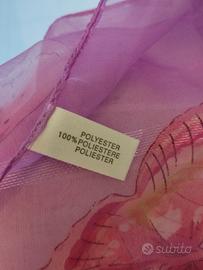 POLYESTER
100% POLIESTERE
POLIESTER
subito